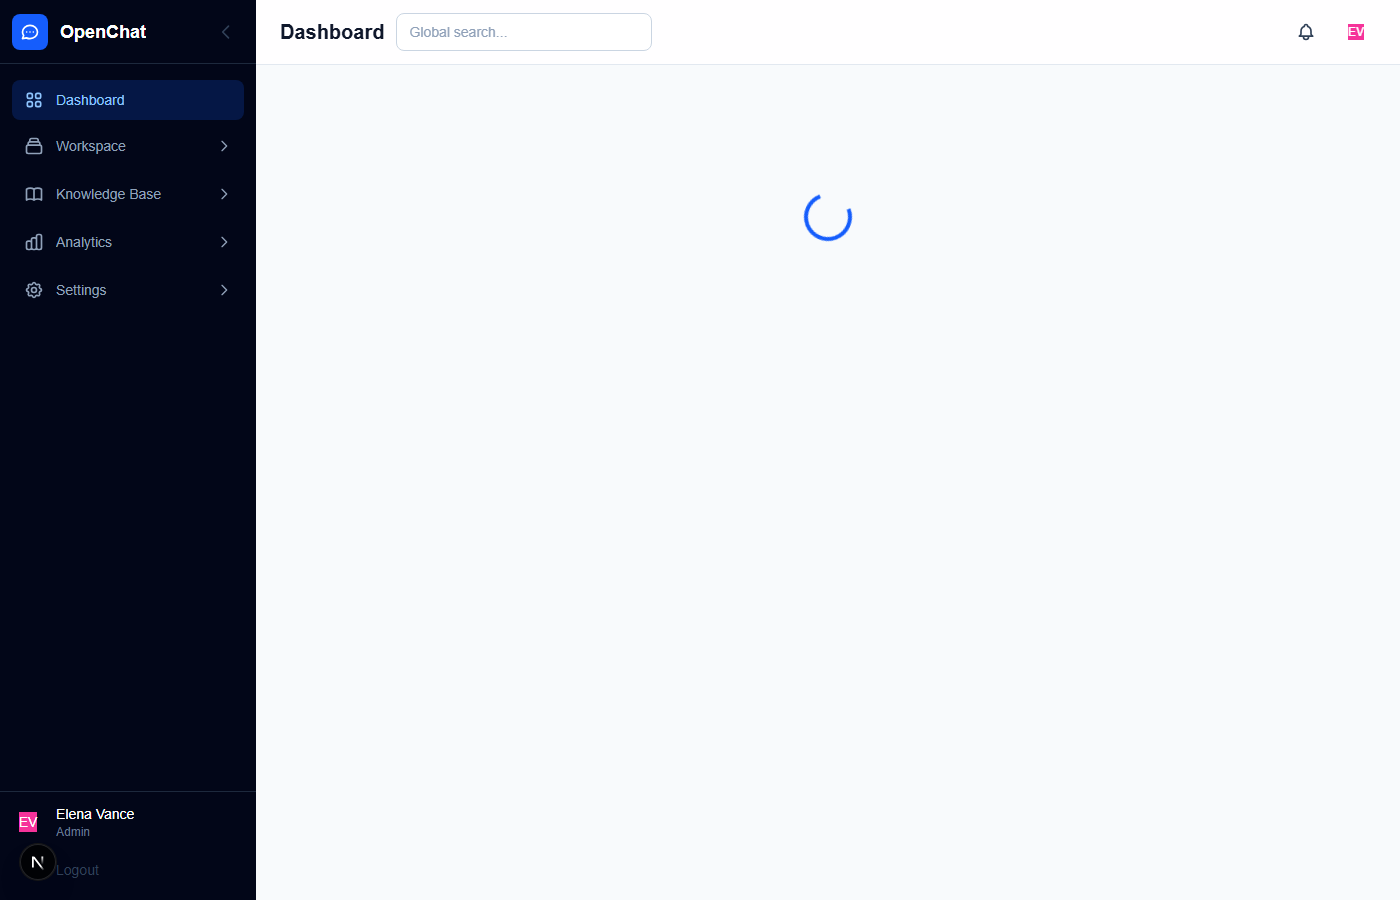 OpenChat
Dashboard
Workspace
Knowledge Base
Analytics
Settings
EV
Elena Vance
Admin
N
Logout
Dashboard
Global search...
EV